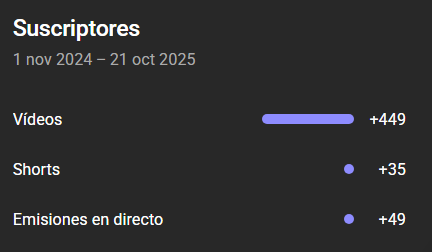 Suscriptores
1 nov 2024 – 21 oct 2025
Vídeos +449
Shorts +35
Emisiones en directo +49